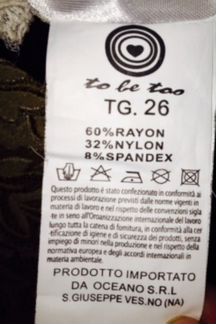 to be too
TG. 26
60%RAYON
32%NYLON
8%SPANDEX
Questo prodotto è stato confezionato in conformità ai
processi di lavorazione previsti dalle norme vigenti in
materia di lavoro e nel rispetto delle convenzioni sigla
te in seno all'Organizzazione internazionale del lavoro
lungo tutta la catena di fornitura, in conformità alla cer
tificazione di igiene e di sicurezza dei prodotti, senza
impiego di minori nella produzione e nel rispetto della
normativa europea e degli accordi internazionali in
materia ambientale.
PRODOTTO IMPORTATO
DA OCEANO S.R.L
S.GIUSEPPE VES.NO (NA)